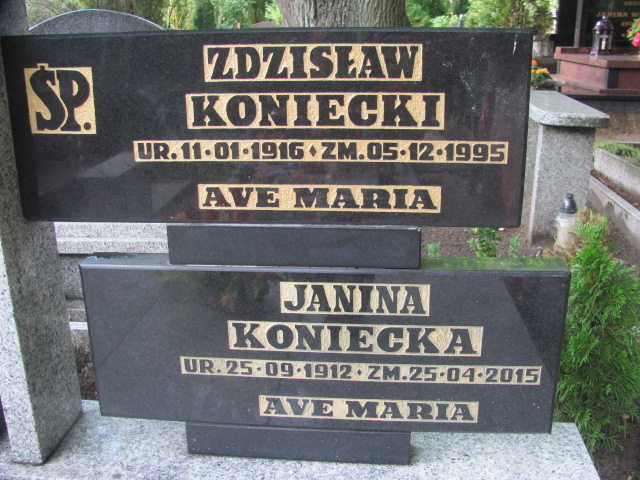 ŚP.
ZDZISŁAW
KONIECKI
UR. 11·01·1916 ⬧ ZM. 05·12·1995
AVE MARIA
JANINA
KONIECKA
UR. 25·09·1912 ⬧ ZM. 25·04·2015
AVE MARIA
JANINA